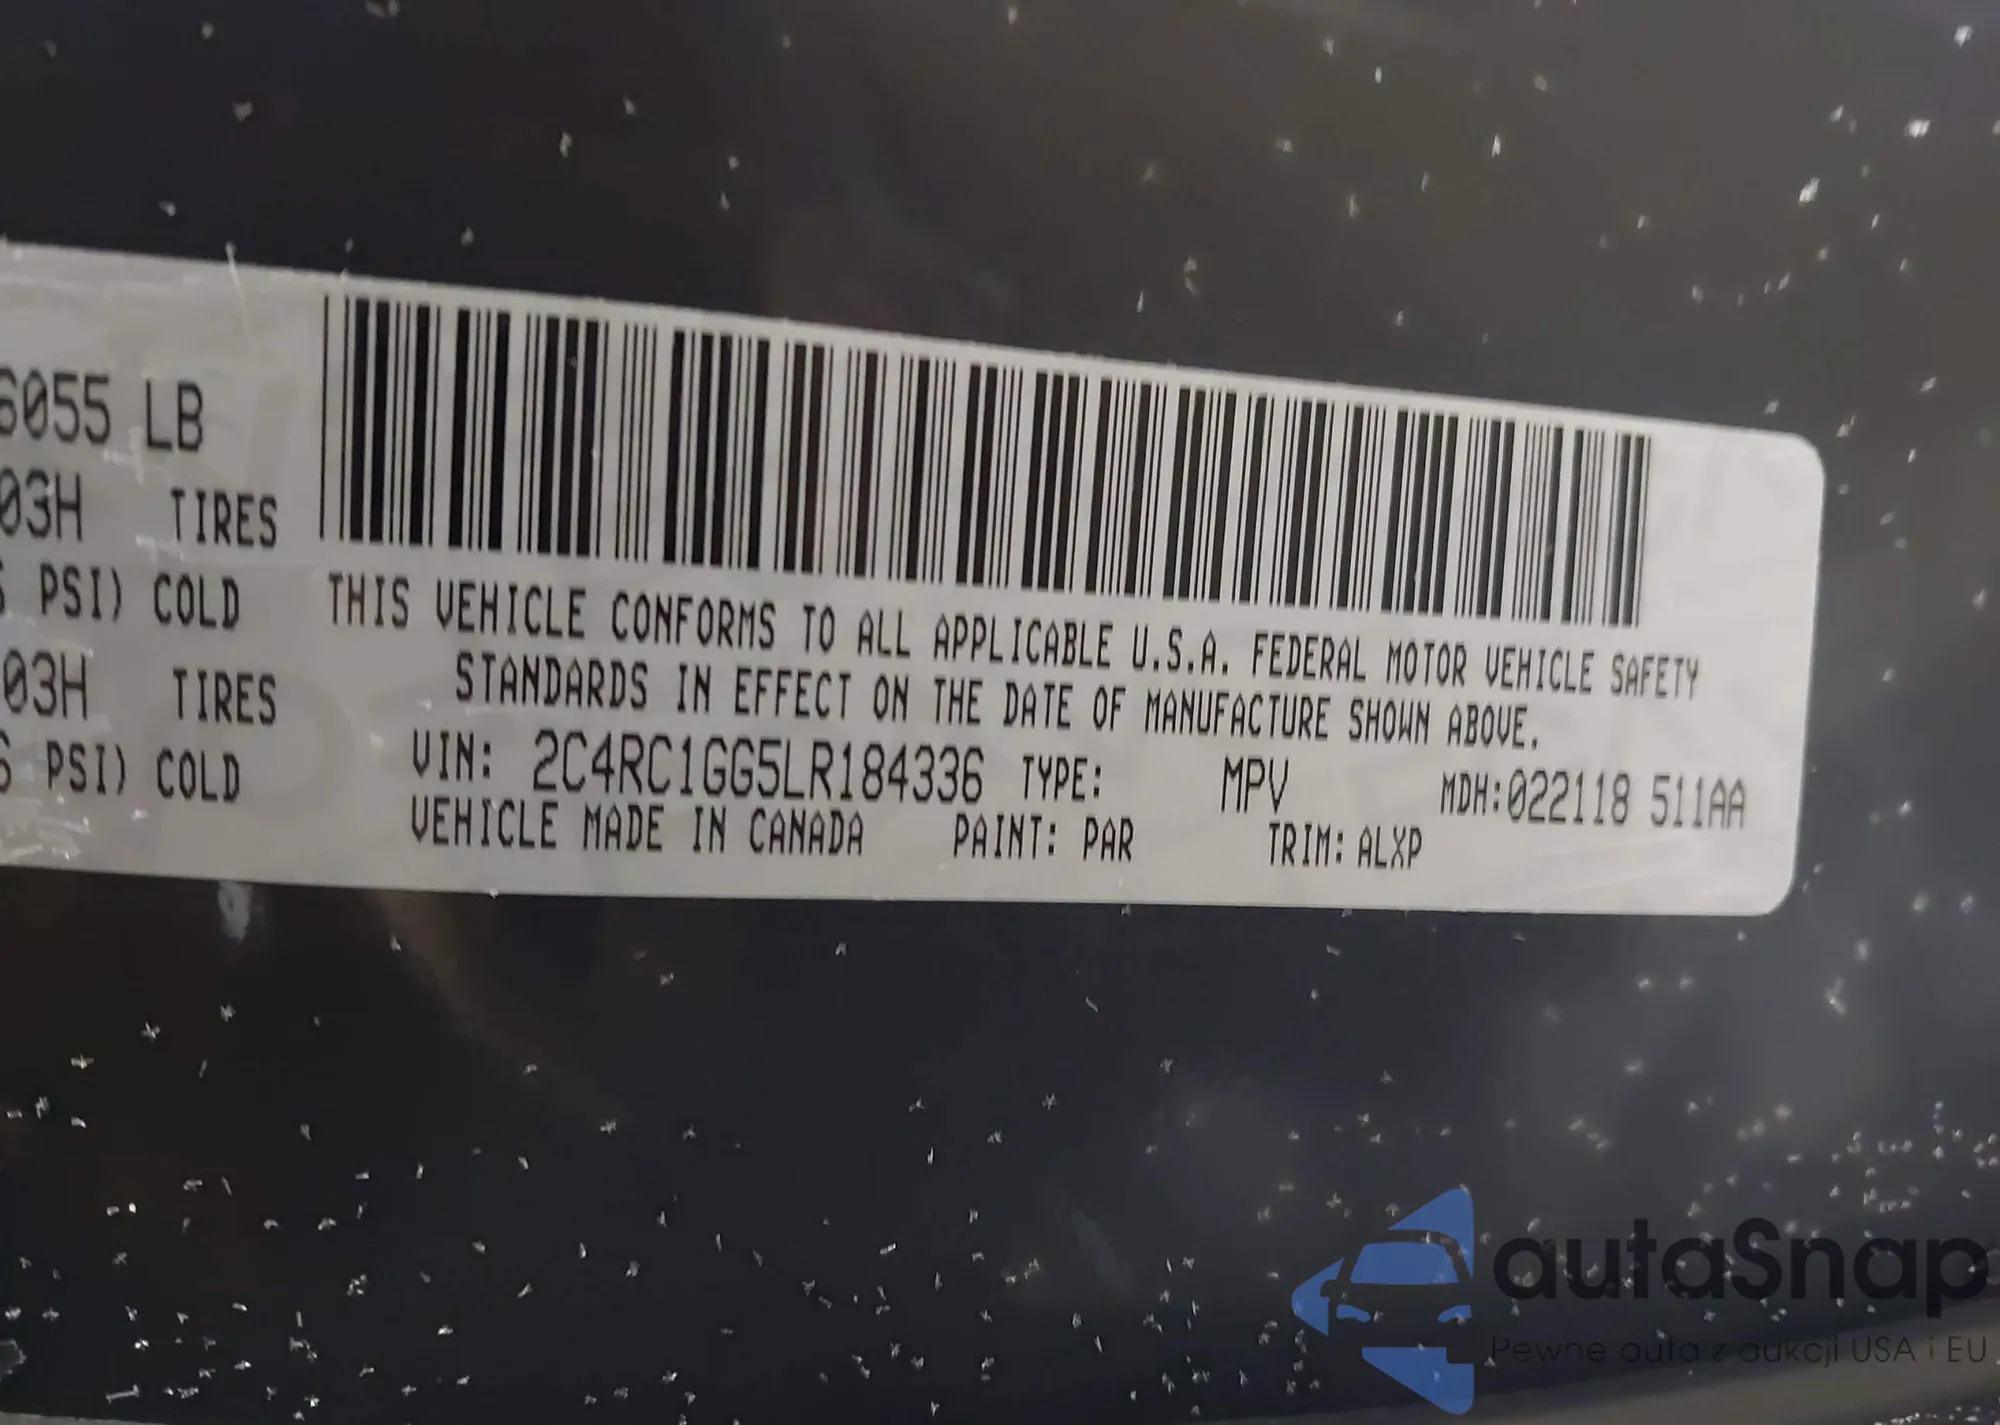 6055 LB
03H TIRES
PSI) COLD
03H TIRES
PSI) COLD
THIS VEHICLE CONFORMS TO ALL APPLICABLE U.S.A. FEDERAL MOTOR VEHICLE SAFETY
STANDARDS IN EFFECT ON THE DATE OF MANUFACTURE SHOWN ABOVE.
VIN: 2C4RC1GG5LR184336 TYPE: MPV MDH:022118 511AA
VEHICLE MADE IN CANADA PAINT: PAR TRIM: ALXP
autaSnap
Pewne auta z aukcji USA i EU